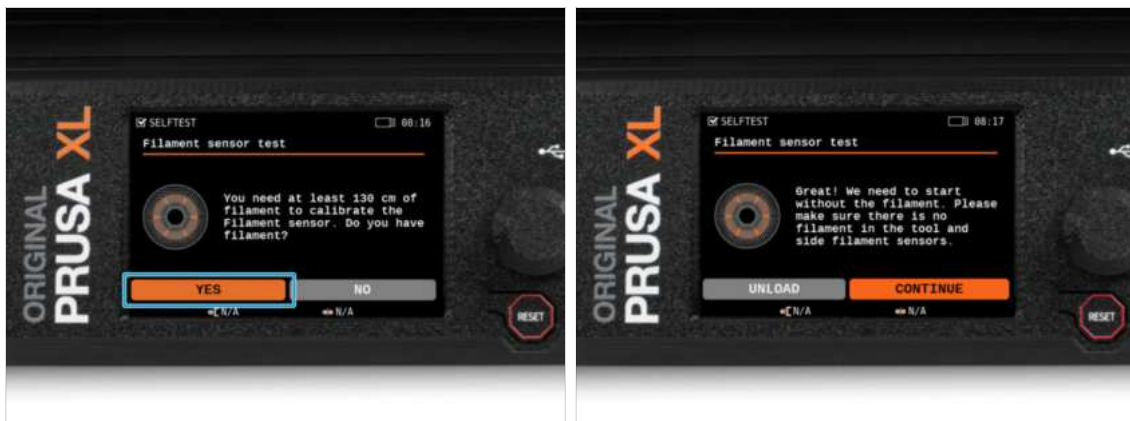 ORIGINAL
PRUSA XL
SELFTEST
08:16
Filament sensor test
You need at least 130 cm of
filament to calibrate the
Filament sensor. Do you have
filament?
YES
NO
N/A
N/A
RESET
ORIGINAL
PRUSA XL
SELFTEST
08:17
Filament sensor test
Great! We need to start
without the filament. Please
make sure there is no
filament in the tool and
side filament sensors.
UNLOAD
CONTINUE
N/A
N/A
RESET